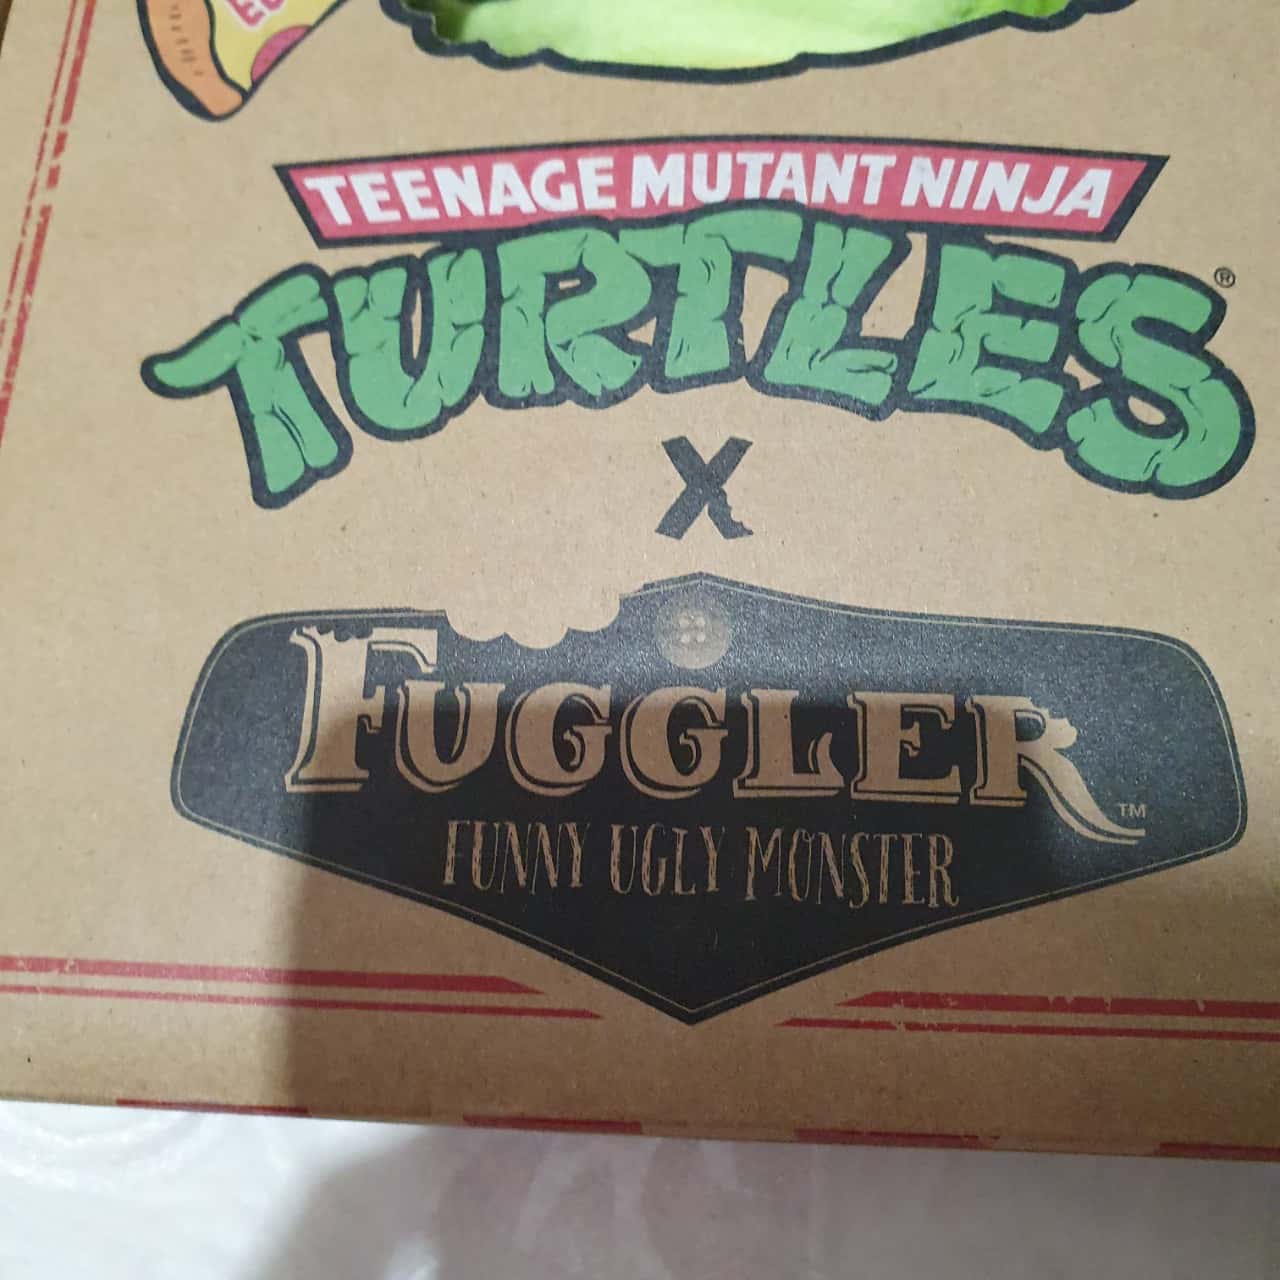 TEENAGE MUTANT NINJA
TURTLES®
X
FUGGLER™
FUNNY UGLY MONSTER